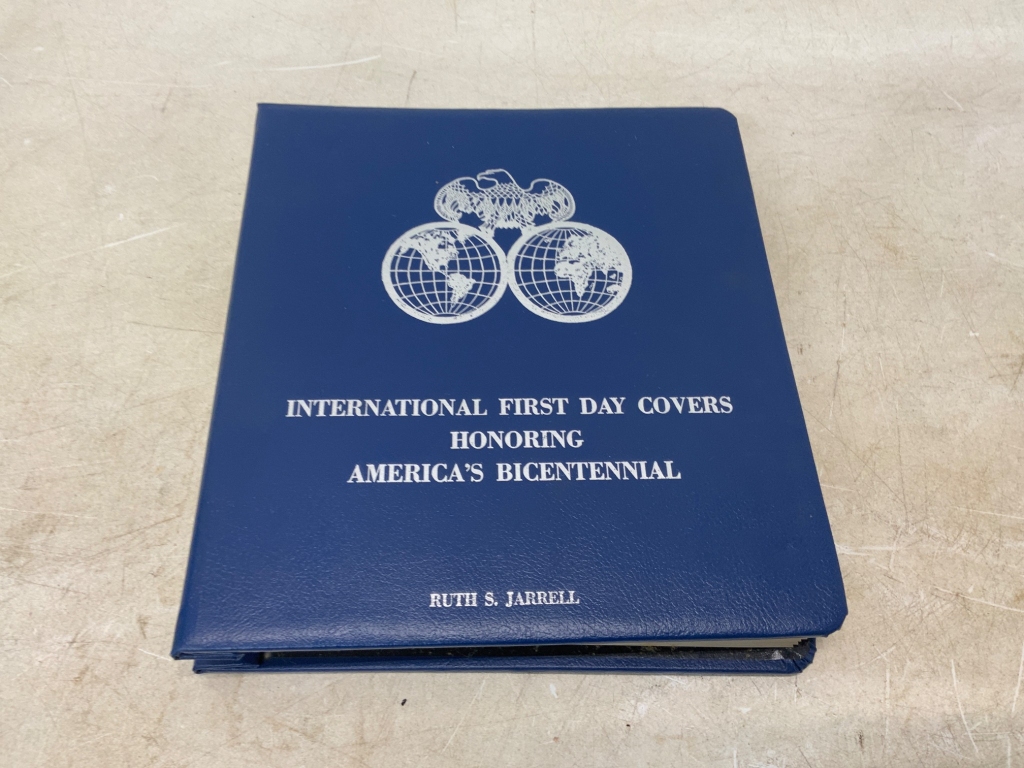 INTERNATIONAL FIRST DAY COVERS
HONORING
AMERICA'S BICENTENNIAL
RUTH S. JARRELL